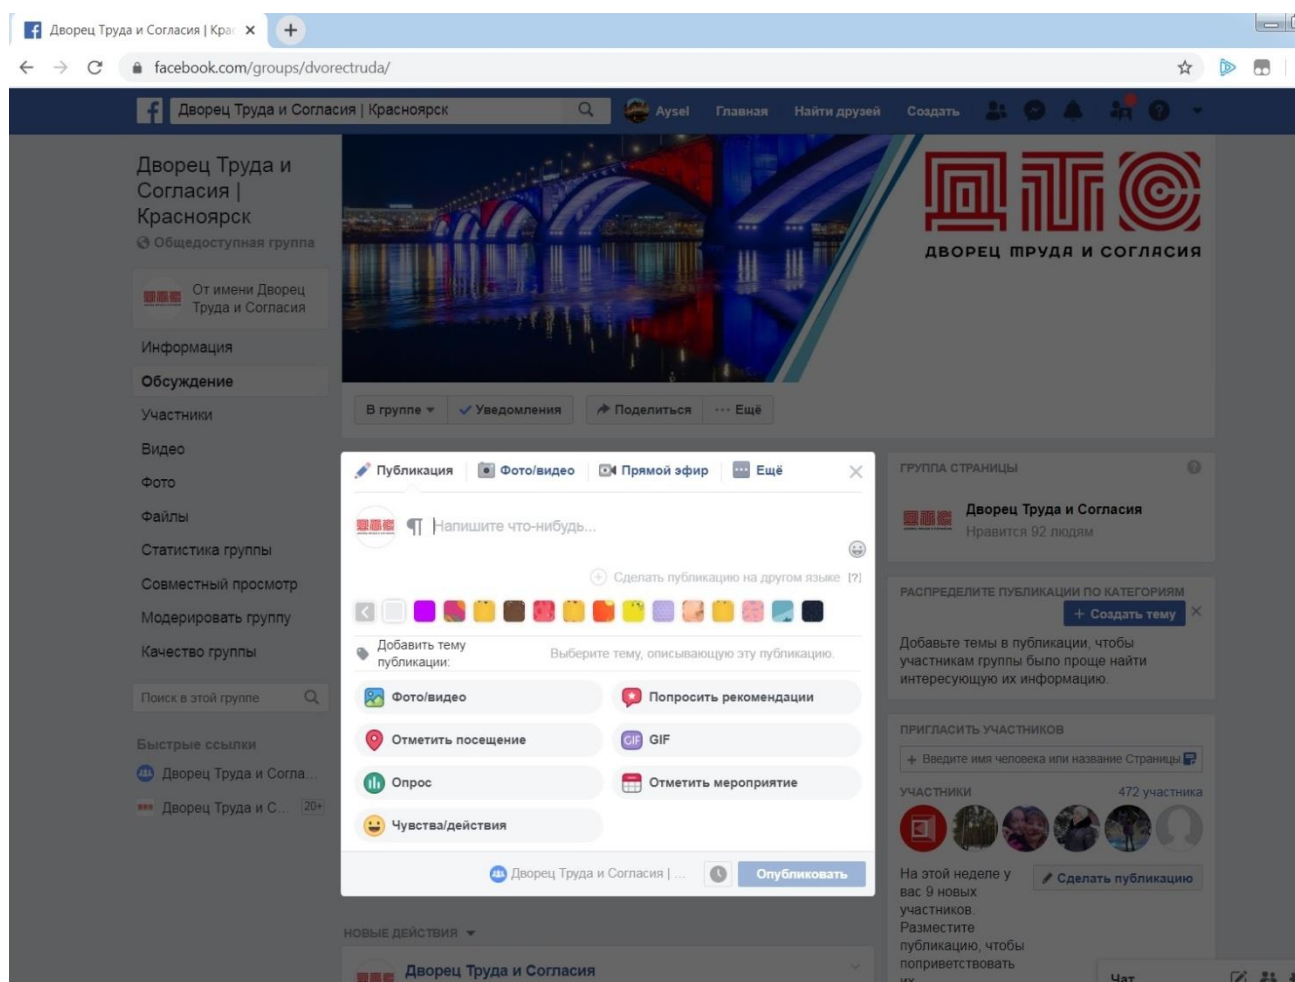 Дворец Труда и Согласия | Крас
facebook.com/groups/dvorectruda/
Дворец Труда и Согласия | Красноярск
Aysel
Главная
Найти друзей
Создать
Дворец Труда и
Согласия |
Красноярск
Общедоступная группа
От имени Дворец
Труда и Согласия
Информация
Обсуждение
Участники
Видео
Фото
Файлы
Статистика группы
Совместный просмотр
Модерировать группу
Качество группы
Поиск в этой группе
Быстрые ссылки
Дворец Труда и Согла...
Дворец Труда и С... 20+
ДТС
ДВОРЕЦ ТРУДА И СОГЛАСИЯ
В группе
Уведомления
Поделиться
Ещё
Публикация
Фото/видео
Прямой эфир
Ещё
Напишите что-нибудь...
Сделать публикацию на другом языке [?]
Добавить тему
публикации:
Выберите тему, описывающую эту публикацию.
Фото/видео
Попросить рекомендации
Отметить посещение
GIF
GIF
Опрос
Отметить мероприятие
Чувства/действия
Дворец Труда и Согласия | ...
Опубликовать
НОВЫЕ ДЕЙСТВИЯ
Дворец Труда и Согласия
ГРУППА СТРАНИЦЫ
Дворец Труда и Согласия
Нравится 92 людям
РАСПРЕДЕЛИТЕ ПУБЛИКАЦИИ ПО КАТЕГОРИЯМ
+ Создать тему
Добавьте темы в публикации, чтобы
участникам группы было проще найти
интересующую их информацию.
ПРИГЛАСИТЬ УЧАСТНИКОВ
+ Введите имя человека или название Страницы
УЧАСТНИКИ
472 участника
На этой неделе у
вас 9 новых
участников.
Разместите
публикацию, чтобы
поприветствовать
их.
Сделать публикацию
Чат